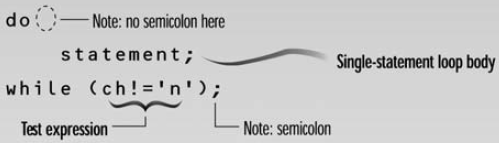 do Note: no semicolon here
statement;
Single-statement loop body
while (ch!='n');
Test expression
Note: semicolon